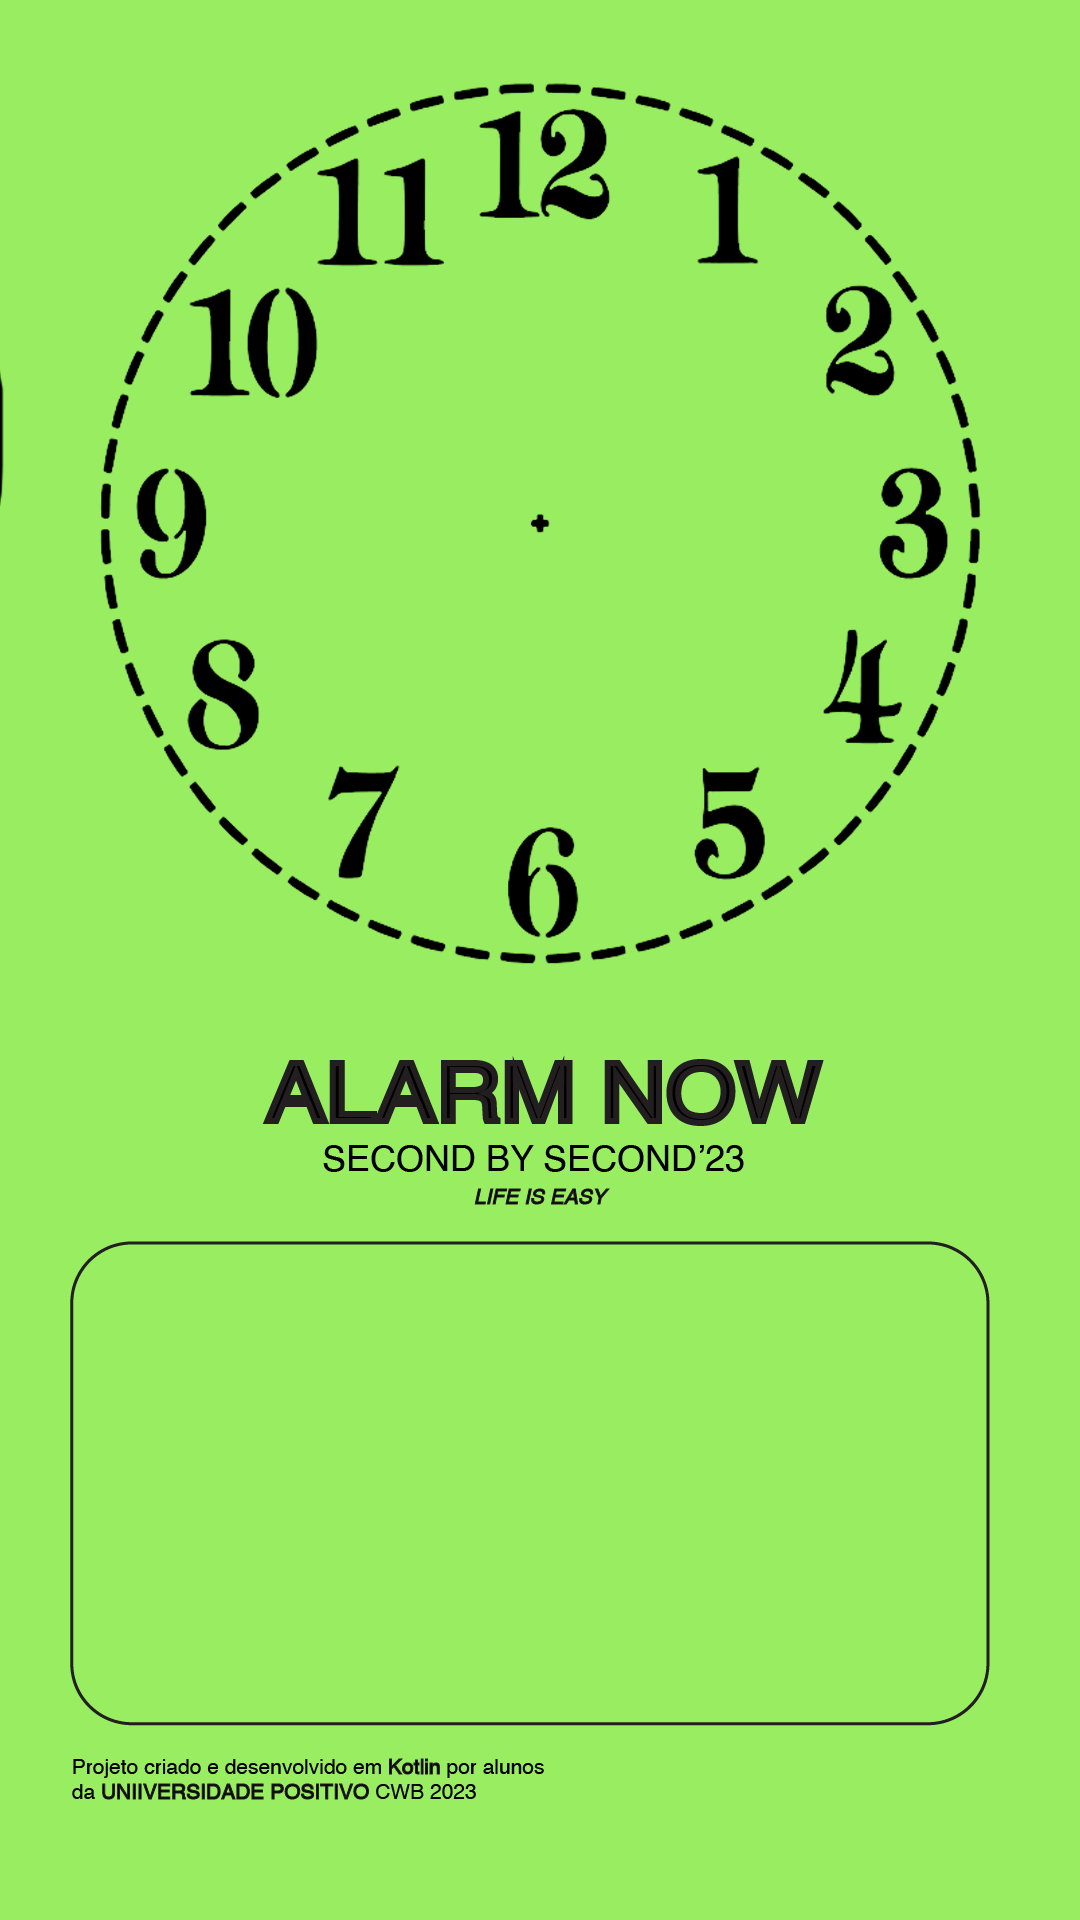 12
11
1
10
2
9
3
8
4
7
5
6
ALARM NOW
SECOND BY SECOND’23
LIFE IS EASY
Projeto criado e desenvolvido em Kotlin por alunos
da UNIIVERSIDADE POSITIVO CWB 2023